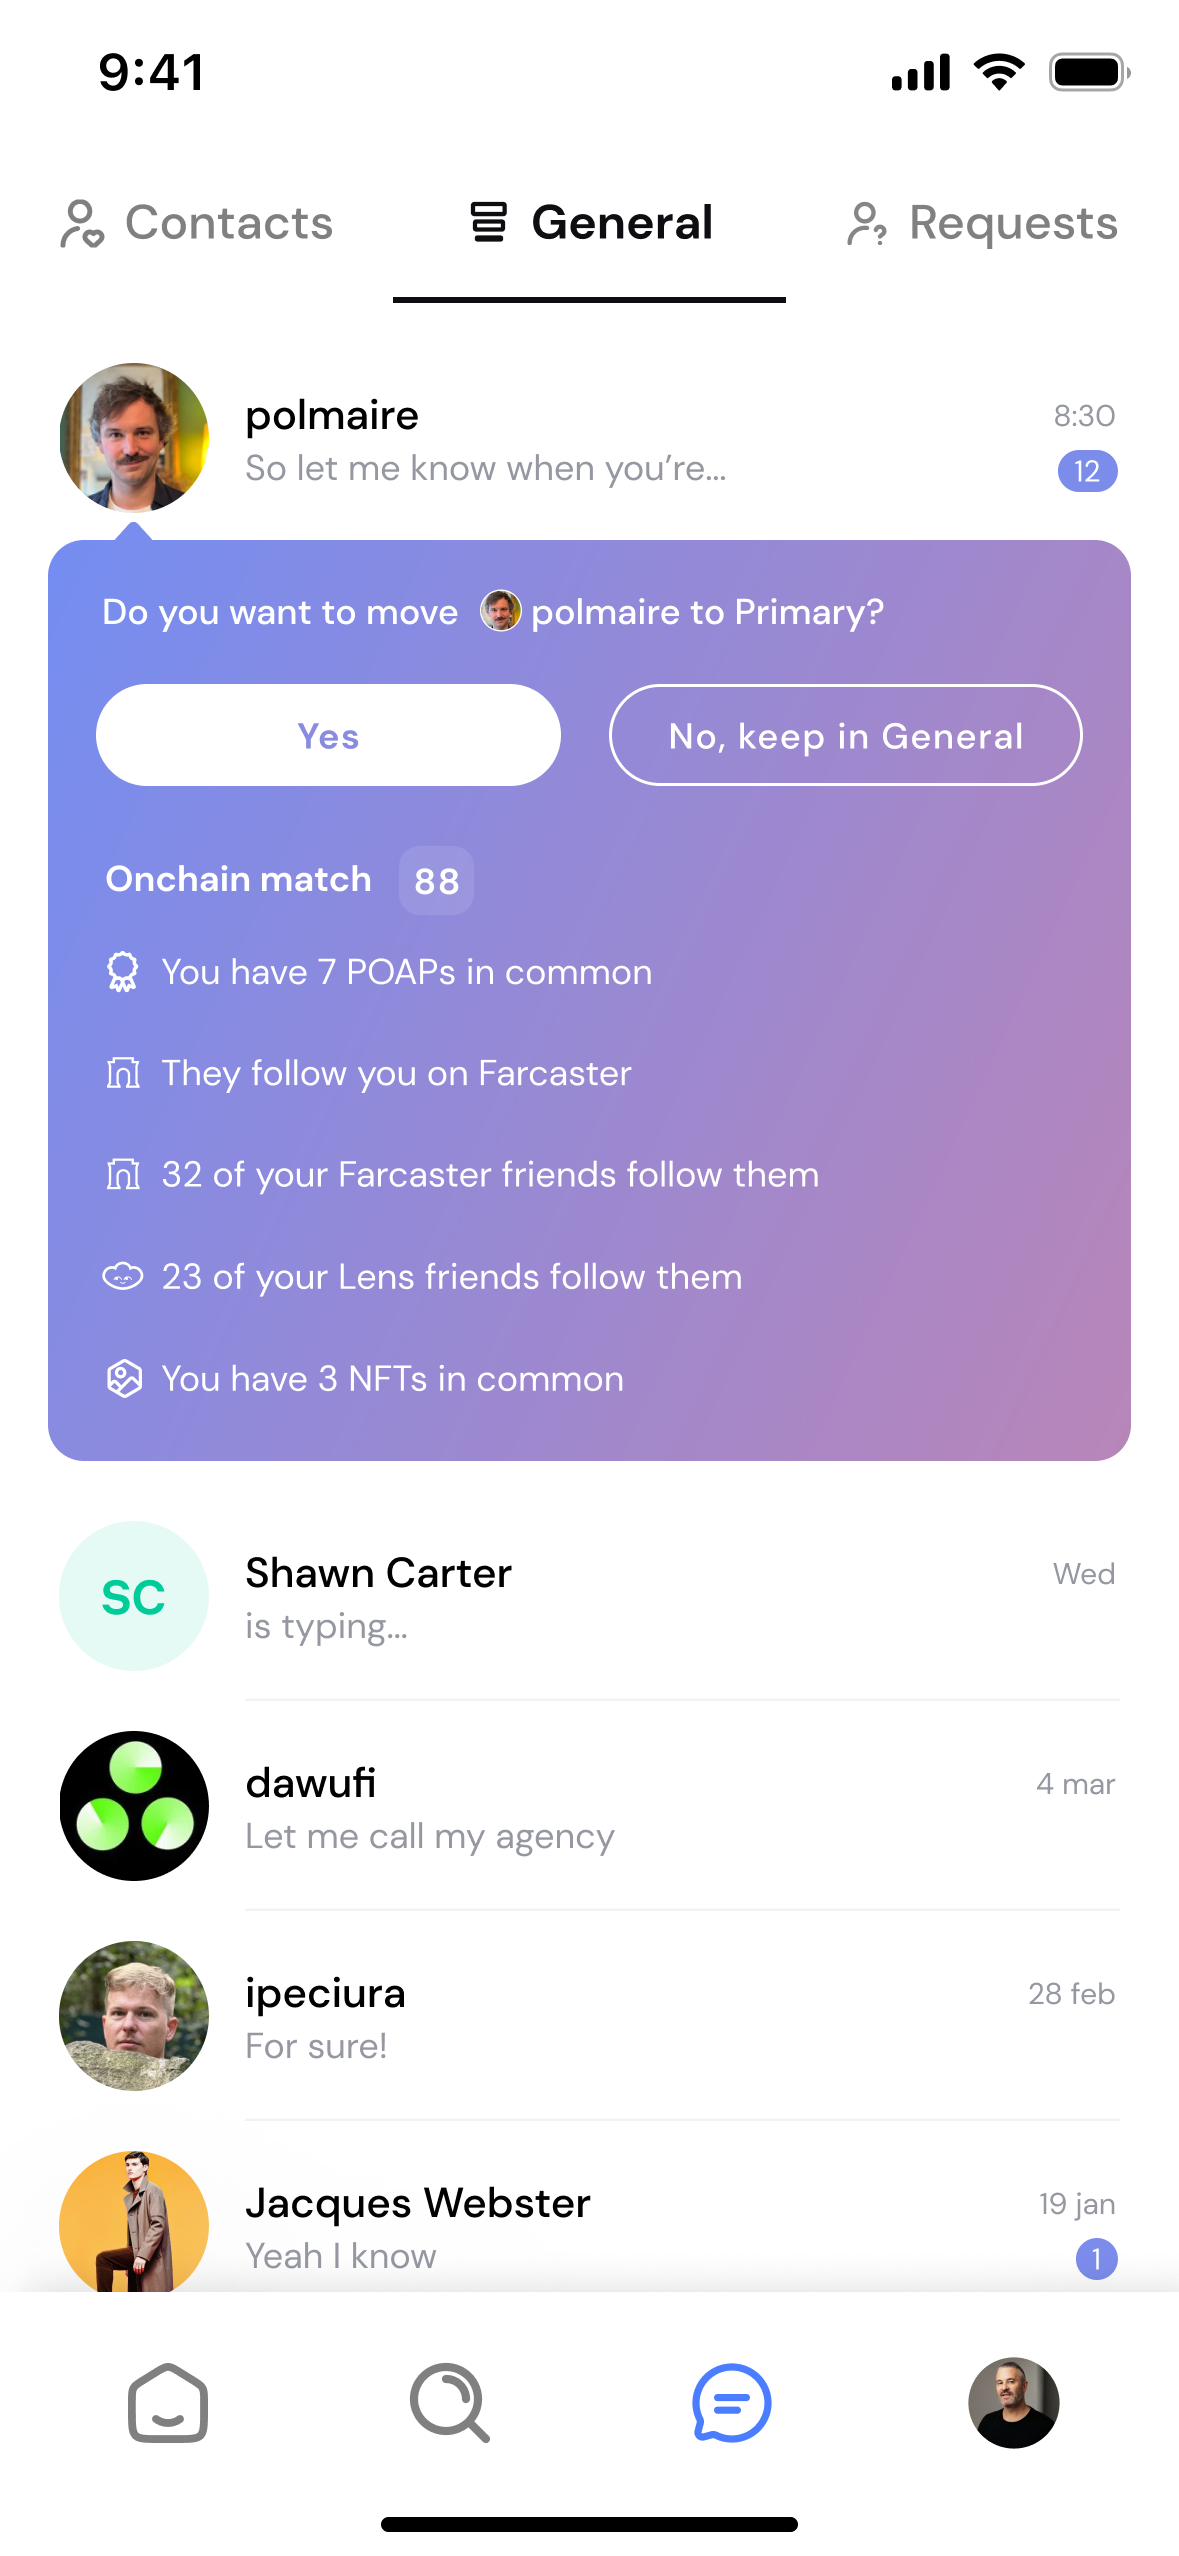 9:41
Contacts
General
Requests
polmaire
8:30
So let me know when you’re...
12
Do you want to move polmaire to Primary?
Yes
No, keep in General
Onchain match 88
You have 7 POAPs in common
They follow you on Farcaster
32 of your Farcaster friends follow them
23 of your Lens friends follow them
You have 3 NFTs in common
SC
Shawn Carter
Wed
is typing...
dawufi
4 mar
Let me call my agency
ipeciura
28 feb
For sure!
Jacques Webster
19 jan
Yeah I know
1